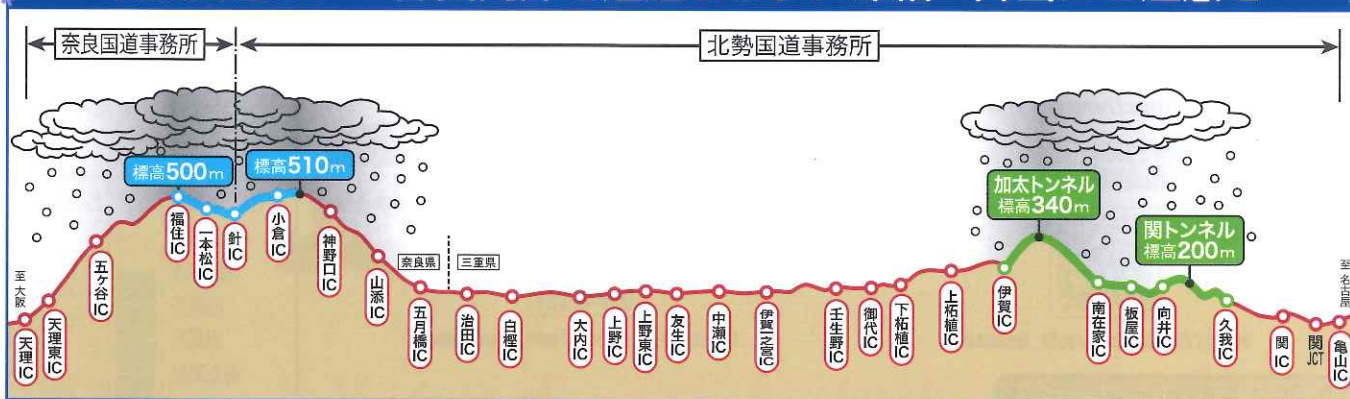 奈良国道事務所
北勢国道事務所
標高500m
標高510m
加太トンネル
標高340m
関トンネル
標高200m
奈良県
三重県
至大阪
天理IC
天理東IC
五ヶ谷IC
福住IC
一本松IC
針IC
小倉IC
神野口IC
山添IC
五月橋IC
治田IC
白樫IC
大内IC
上野IC
上野東IC
友生IC
中瀬IC
伊賀一之宮IC
壬生野IC
御代IC
下柘植IC
上柘植IC
伊賀IC
南在家IC
板屋IC
向井IC
久我IC
関IC
関JCT
亀山IC
至名古屋